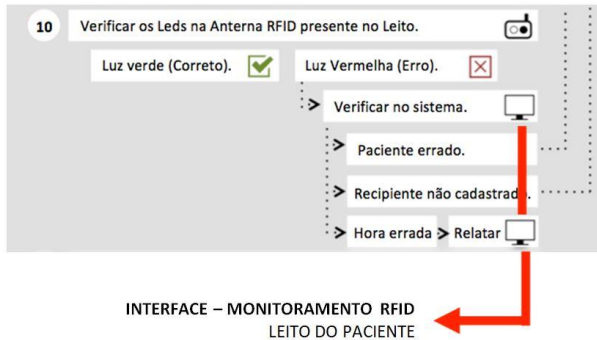 10 Verificar os Leds na Anterna RFID presente no Leito.
Luz verde (Correto). Luz Vermelha (Erro).
Verificar no sistema.
Paciente errado.
Recipiente não cadastrado.
Hora errada > Relatar
INTERFACE – MONITORAMENTO RFID
LEITO DO PACIENTE